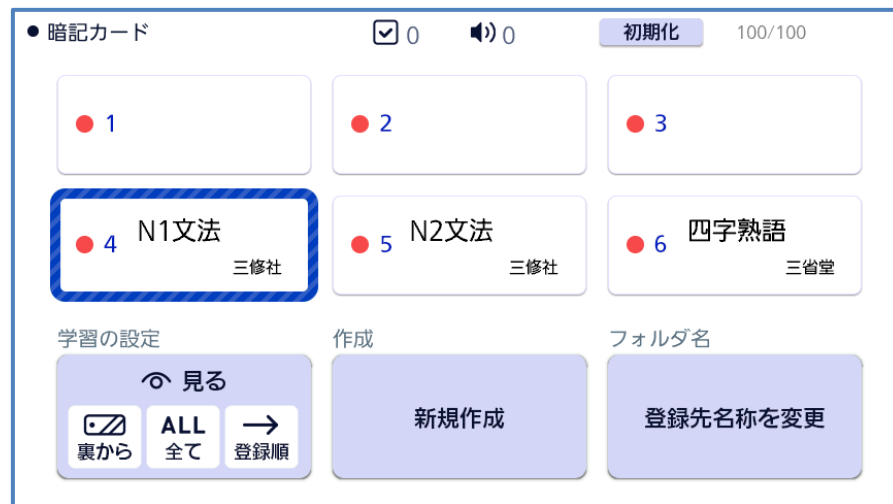 暗記カード 0 0 初期化 100/100
1 2 3
4 N1文法 5 N2文法 6 四字熟語
三修社 三修社 三省堂
学習の設定 作成 フォルダ名
見る
新規作成 登録先名称を変更
ALL
裏から 全て 登録順